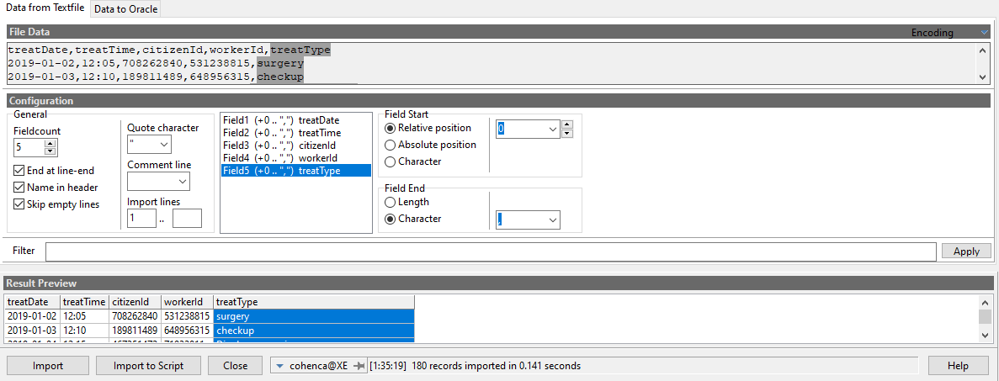 Data from Textfile Data to Oracle
File Data Encoding
treatDate,treatTime,citizenId,workerId,treatType
2019-01-02,12:05,708262840,531238815,surgery
2019-01-03,12:10,189811489,648956315,checkup
Configuration
General
Fieldcount
5
End at line-end
Name in header
Skip empty lines
Quote character
"
Comment line
Import lines
1 ..
Field1 (+0 .. ",") treatDate
Field2 (+0 .. ",") treatTime
Field3 (+0 .. ",") citizenId
Field4 (+0 .. ",") workerId
Field5 (+0 .. ",") treatType
Field Start
Relative position 0
Absolute position
Character
Field End
Length
Character ,
Filter Apply
Result Preview
treatDate treatTime citizenId workerId treatType
2019-01-02 12:05 708262840 531238815 surgery
2019-01-03 12:10 189811489 648956315 checkup
Import Import to Script Close cohenca@XE [1:35:19] 180 records imported in 0.141 seconds Help